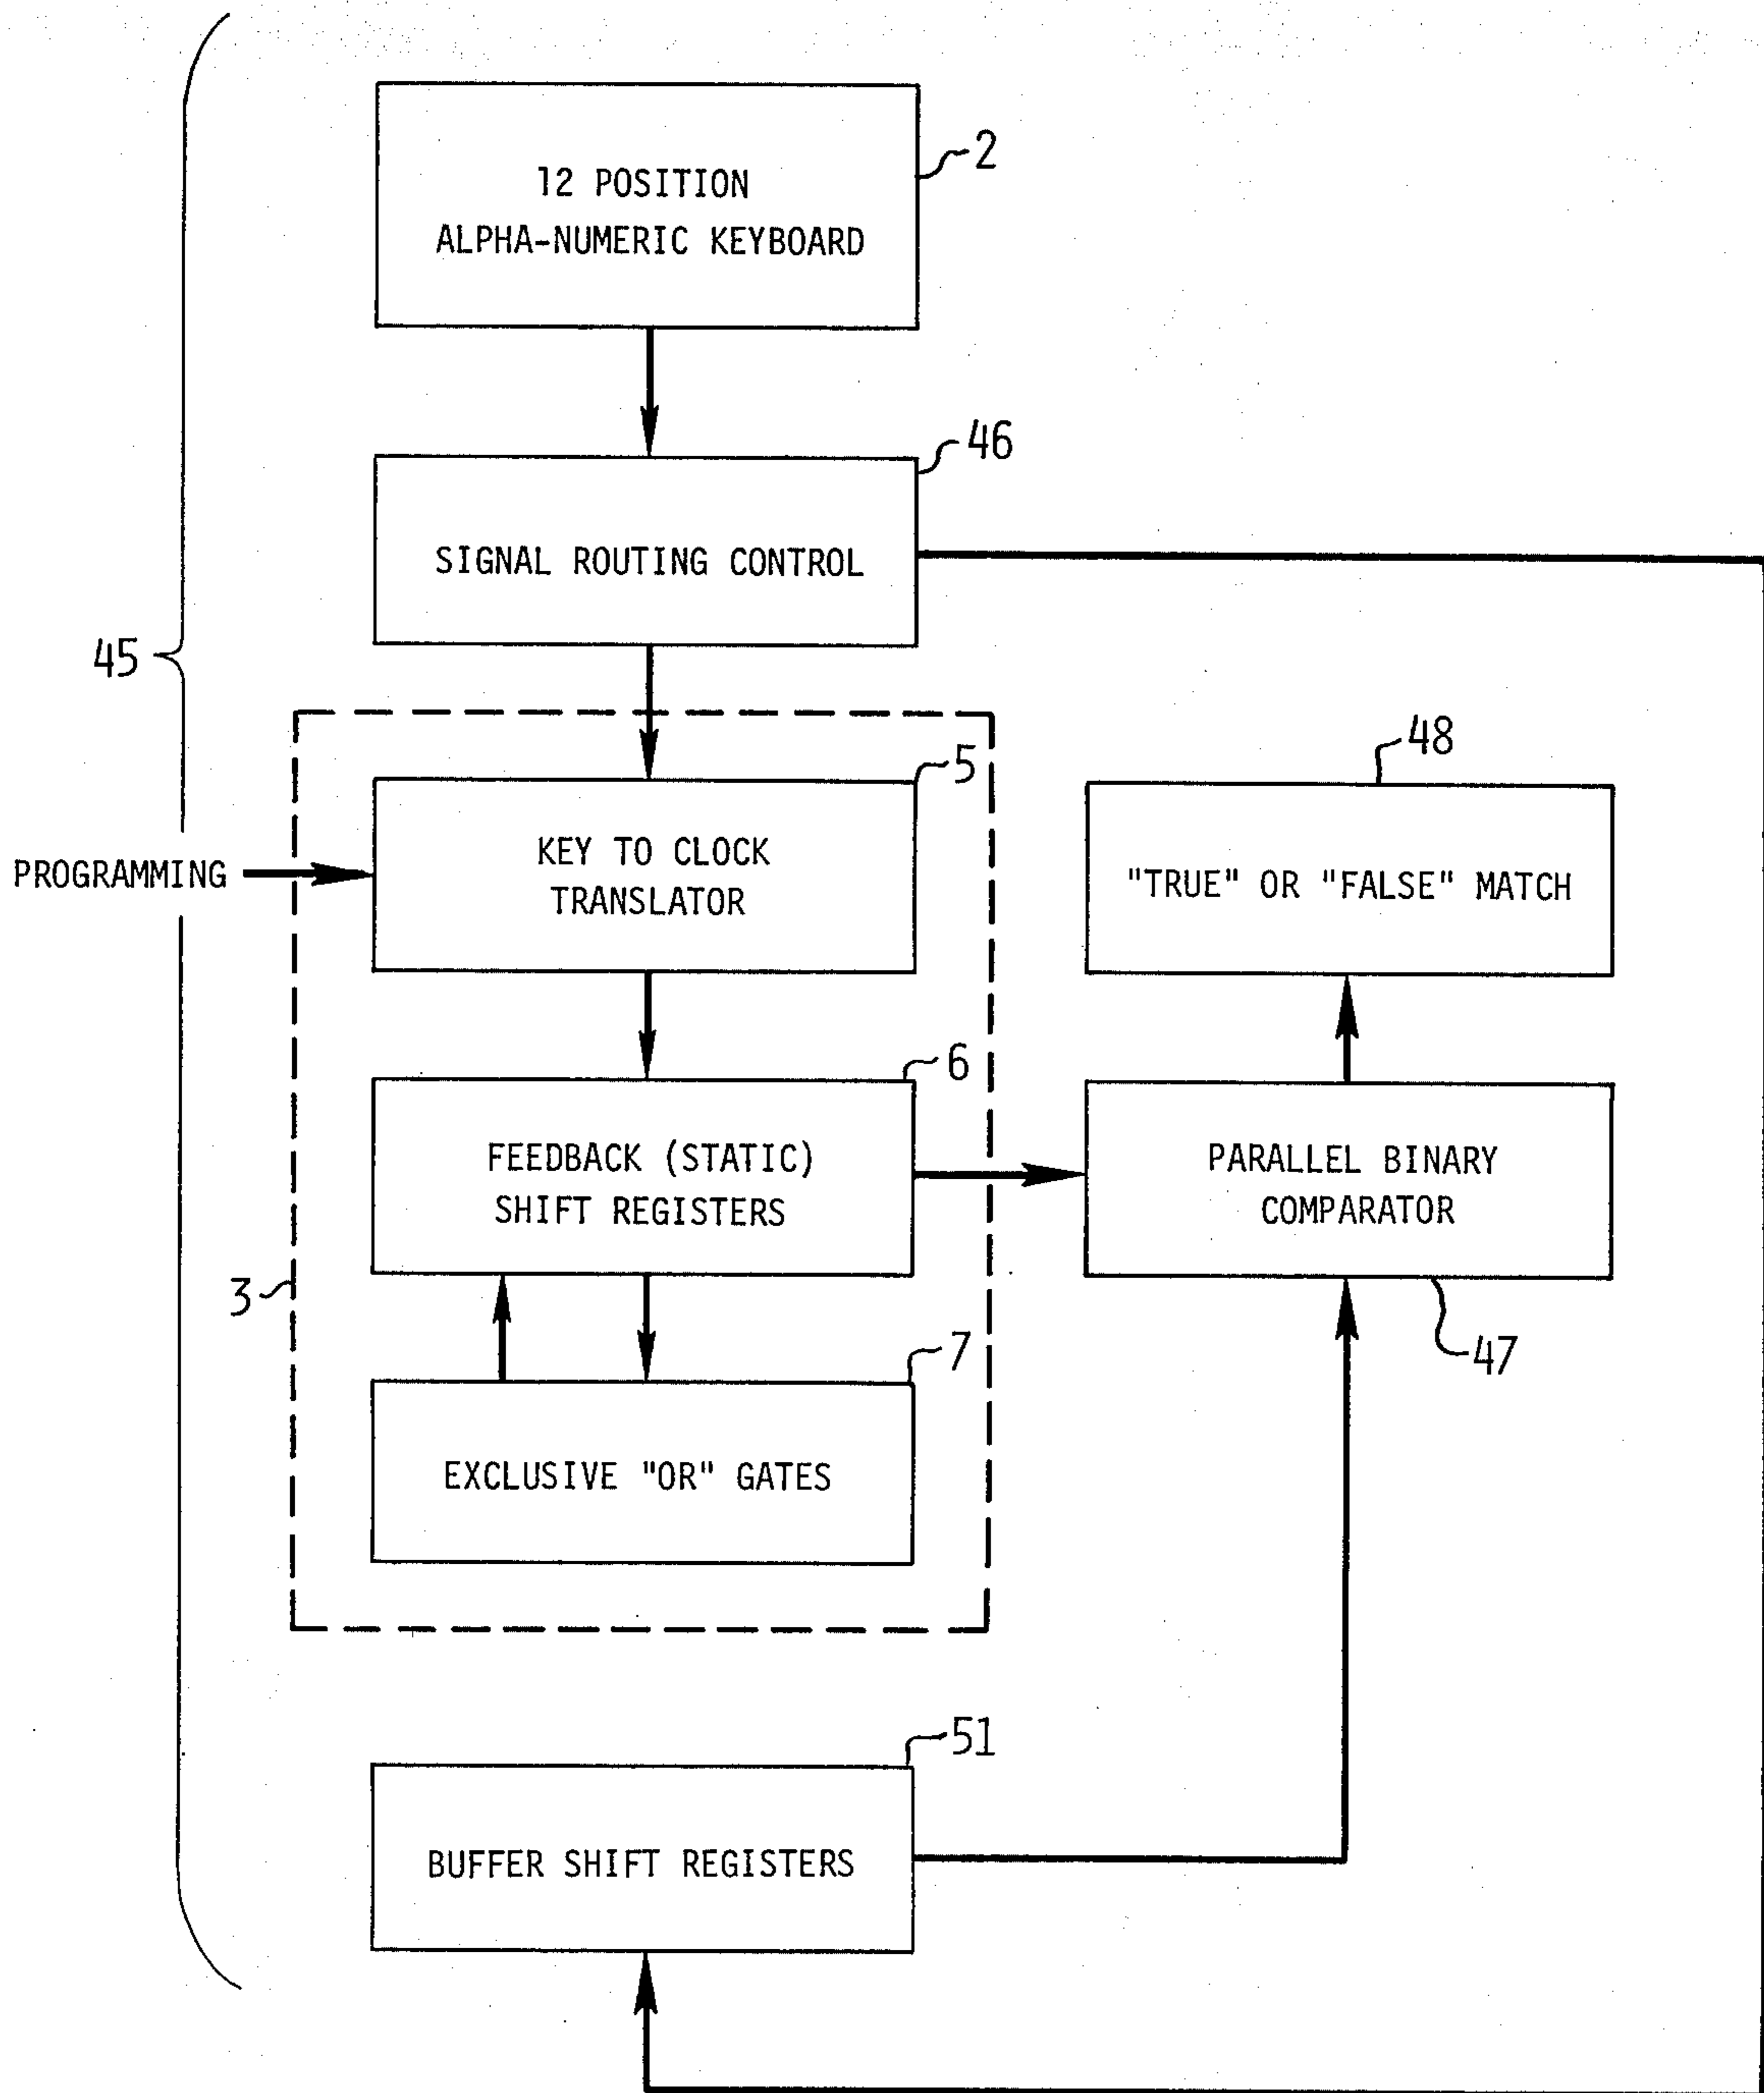 2
12 POSITION
ALPHA-NUMERIC KEYBOARD
46
SIGNAL ROUTING CONTROL
45
5
KEY TO CLOCK
TRANSLATOR
PROGRAMMING
48
"TRUE" OR "FALSE" MATCH
6
FEEDBACK (STATIC)
SHIFT REGISTERS
PARALLEL BINARY
COMPARATOR
3
47
7
EXCLUSIVE "OR" GATES
51
BUFFER SHIFT REGISTERS